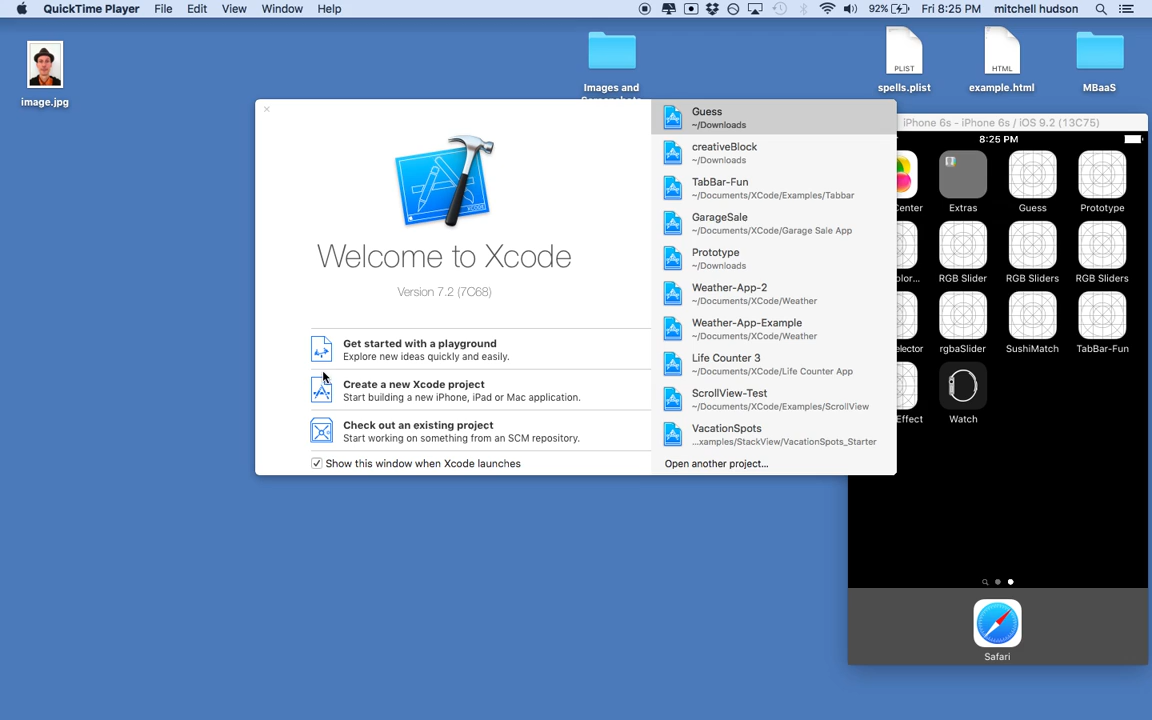 QuickTime Player File Edit View Window Help 92% Fri 8:25 PM mitchell hudson
image.jpg
Images and
PLIST
spells.plist
HTML
example.html
MBaaS
Welcome to Xcode
Version 7.2 (7C68)
Get started with a playground
Explore new ideas quickly and easily.
Create a new Xcode project
Start building a new iPhone, iPad or Mac application.
Check out an existing project
Start working on something from an SCM repository.
Show this window when Xcode launches
Guess
~/Downloads
creativeBlock
~/Downloads
TabBar-Fun
~/Documents/XCode/Examples/Tabbar
GarageSale
~/Documents/XCode/Garage Sale App
Prototype
~/Downloads
Weather-App-2
~/Documents/XCode/Weather
Weather-App-Example
~/Documents/XCode/Weather
Life Counter 3
~/Documents/XCode/Life Counter App
ScrollView-Test
~/Documents/XCode/Examples/ScrollView
VacationSpots
...xamples/StackView/VacationSpots_Starter
Open another project...
iPhone 6s - iPhone 6s / iOS 9.2 (13C75)
8:25 PM
Center Extras Guess Prototype
olor... RGB Slider RGB Sliders RGB Sliders
elector rgbaSlider SushiMatch TabBar-Fun
Effect Watch
Safari